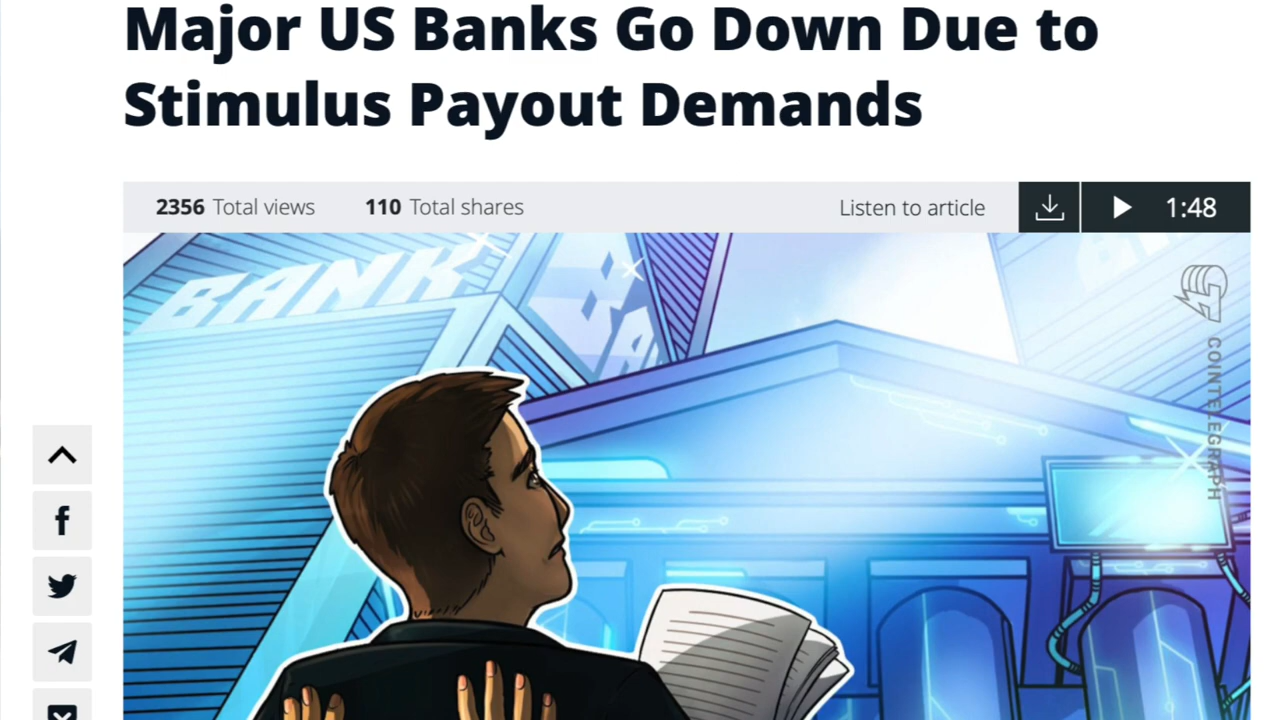 Major US Banks Go Down Due to
Stimulus Payout Demands
2356 Total views 110 Total shares Listen to article 1:48
BANK
BA
COINTELEGRAPH